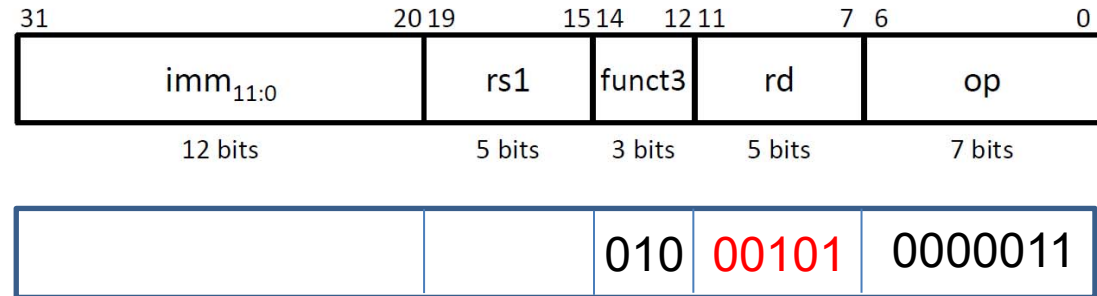 31 20 19 15 14 12 11 7 6 0
imm11:0 rs1 funct3 rd op
12 bits 5 bits 3 bits 5 bits 7 bits
010 00101 0000011